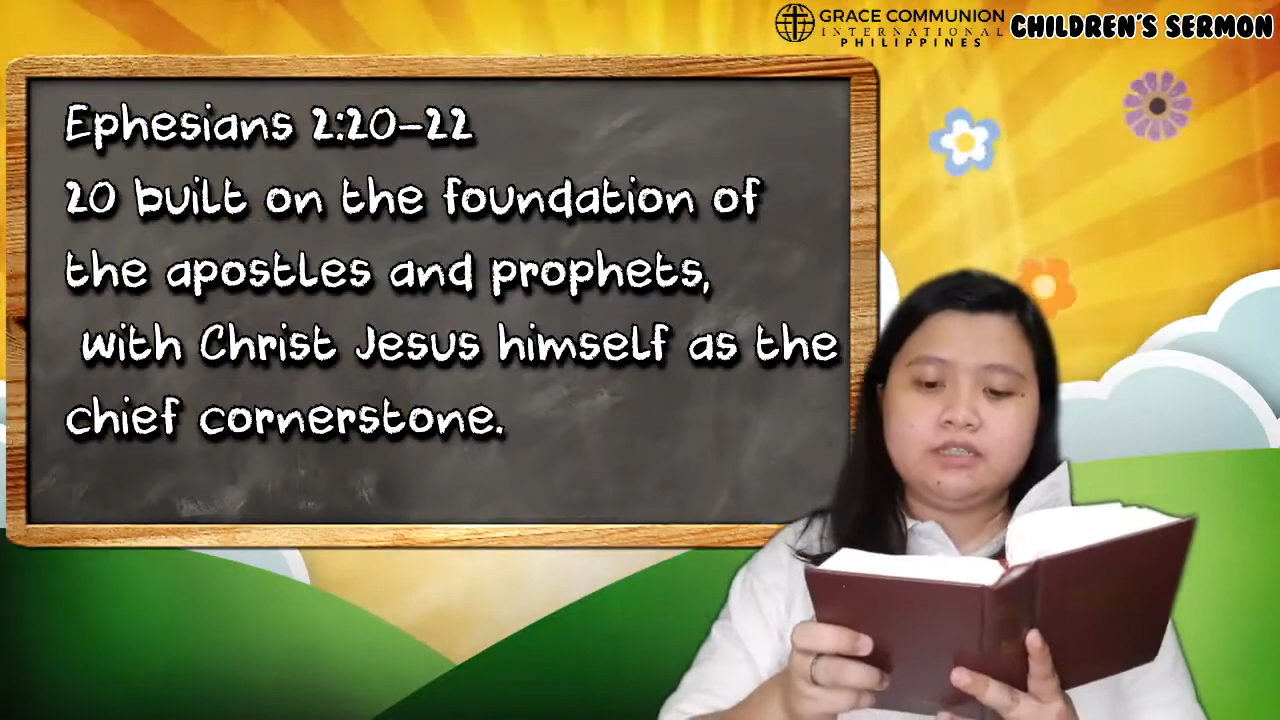 GRACE COMMUNION
INTERNATIONAL
PHILIPPINES
CHILDREN'S SERMON
Ephesians 2:20-22
20 built on the foundation of
the apostles and prophets,
with Christ Jesus himself as the
chief cornerstone.